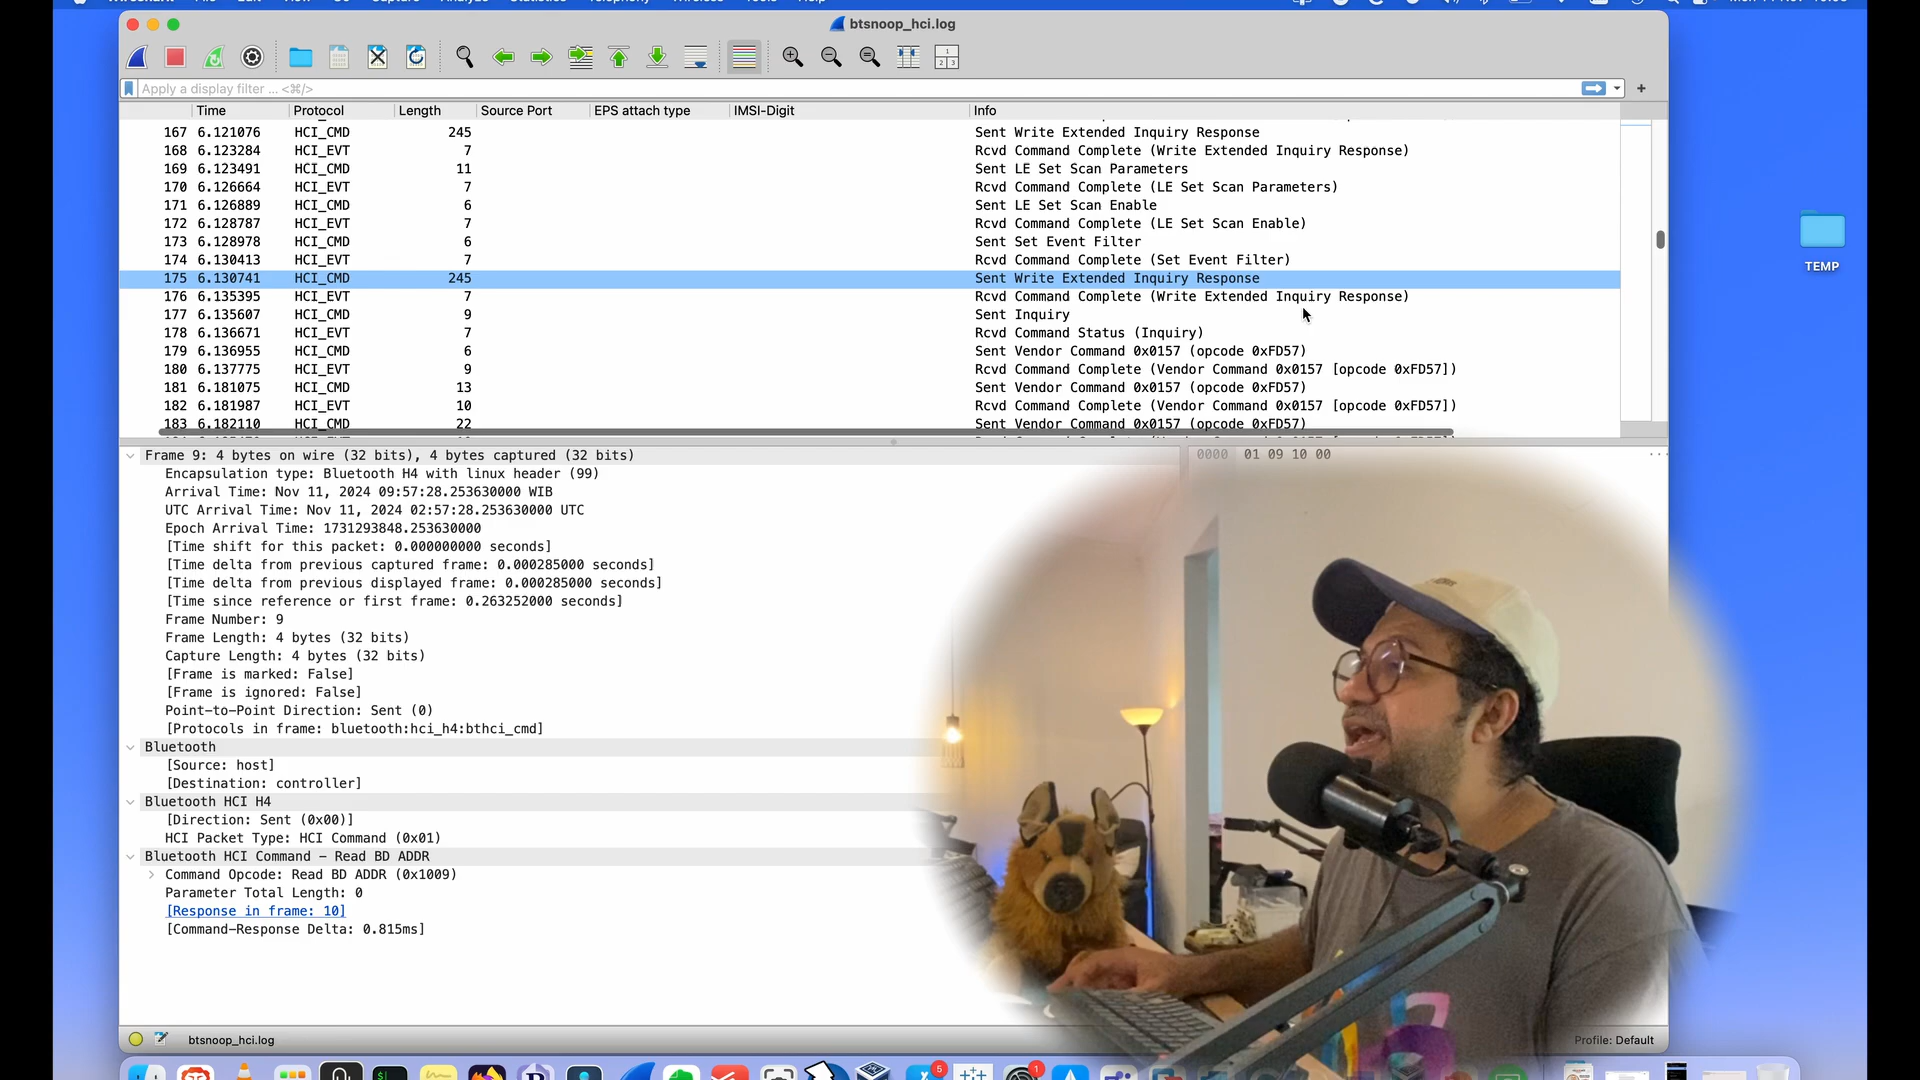 btsnoop_hci.log
Apply a display filter ... <⌘/>
Time Protocol Length Source Port EPS attach type IMSI-Digit Info
167 6.121076 HCI_CMD 245 Sent Write Extended Inquiry Response
168 6.123284 HCI_EVT 7 Rcvd Command Complete (Write Extended Inquiry Response)
169 6.123491 HCI_CMD 11 Sent LE Set Scan Parameters
170 6.126664 HCI_EVT 7 Rcvd Command Complete (LE Set Scan Parameters)
171 6.126889 HCI_CMD 6 Sent LE Set Scan Enable
172 6.128787 HCI_EVT 7 Rcvd Command Complete (LE Set Scan Enable)
173 6.128978 HCI_CMD 6 Sent Set Event Filter
174 6.130413 HCI_EVT 7 Rcvd Command Complete (Set Event Filter)
175 6.130741 HCI_CMD 245 Sent Write Extended Inquiry Response
176 6.135395 HCI_EVT 7 Rcvd Command Complete (Write Extended Inquiry Response)
177 6.135607 HCI_CMD 9 Sent Inquiry
178 6.136671 HCI_EVT 7 Rcvd Command Status (Inquiry)
179 6.136955 HCI_CMD 6 Sent Vendor Command 0x0157 (opcode 0xFD57)
180 6.137775 HCI_EVT 9 Rcvd Command Complete (Vendor Command 0x0157 [opcode 0xFD57])
181 6.181075 HCI_CMD 13 Sent Vendor Command 0x0157 (opcode 0xFD57)
182 6.181987 HCI_EVT 10 Rcvd Command Complete (Vendor Command 0x0157 [opcode 0xFD57])
183 6.182110 HCI_CMD 22 Sent Vendor Command 0x0157 (opcode 0xFD57)
Frame 9: 4 bytes on wire (32 bits), 4 bytes captured (32 bits)
Encapsulation type: Bluetooth H4 with linux header (99)
Arrival Time: Nov 11, 2024 09:57:28.253630000 WIB
UTC Arrival Time: Nov 11, 2024 02:57:28.253630000 UTC
Epoch Arrival Time: 1731293848.253630000
[Time shift for this packet: 0.000000000 seconds]
[Time delta from previous captured frame: 0.000285000 seconds]
[Time delta from previous displayed frame: 0.000285000 seconds]
[Time since reference or first frame: 0.263252000 seconds]
Frame Number: 9
Frame Length: 4 bytes (32 bits)
Capture Length: 4 bytes (32 bits)
[Frame is marked: False]
[Frame is ignored: False]
Point-to-Point Direction: Sent (0)
[Protocols in frame: bluetooth:hci_h4:bthci_cmd]
Bluetooth
[Source: host]
[Destination: controller]
Bluetooth HCI H4
[Direction: Sent (0x00)]
HCI Packet Type: HCI Command (0x01)
Bluetooth HCI Command – Read BD ADDR
Command Opcode: Read BD ADDR (0x1009)
Parameter Total Length: 0
[Response in frame: 10]
[Command-Response Delta: 0.815ms]
0000 01 09 10 00 ···
TEMP
btsnoop_hci.log
Profile: Default
5
1